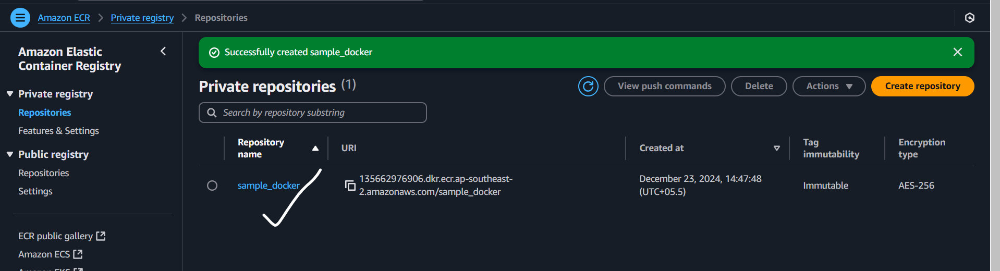 Amazon ECR > Private registry > Repositories
Amazon Elastic
Container Registry
Private registry
Repositories
Features & Settings
Public registry
Repositories
Settings
ECR public gallery
Amazon ECS
Amazon EKS
Successfully created sample_docker
Private repositories (1)
View push commands
Delete
Actions
Create repository
Search by repository substring
Repository
name
URI
Created at
Tag
immutability
Encryption
type
sample_docker
135662976906.dkr.ecr.ap-southeast-
2.amazonaws.com/sample_docker
December 23, 2024, 14:47:48
(UTC+05.5)
Immutable
AES-256